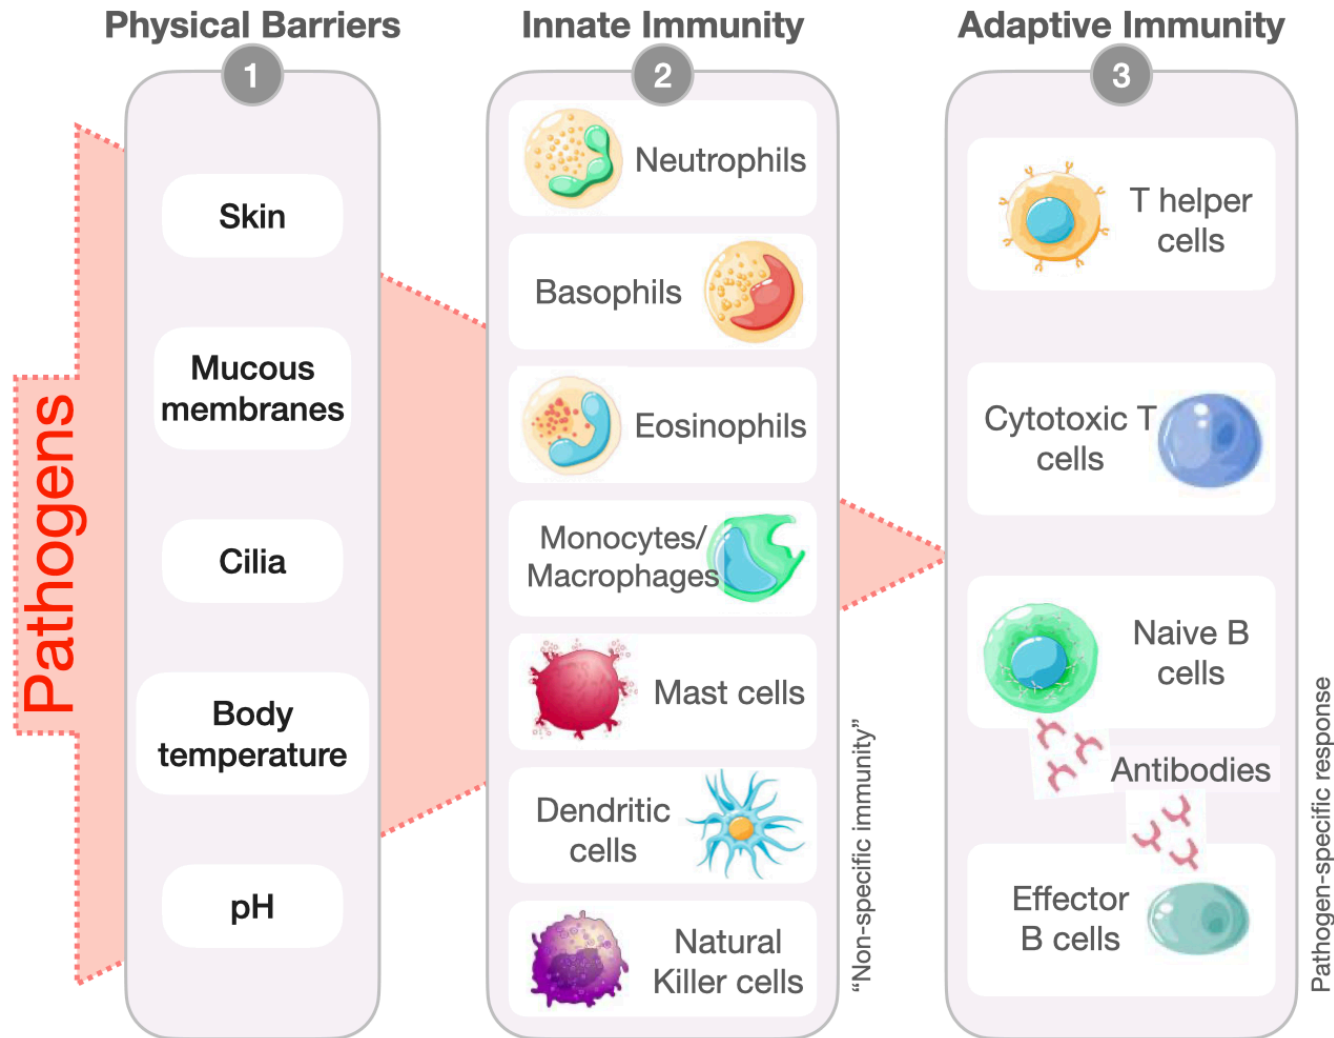 Physical Barriers
Innate Immunity
Adaptive Immunity
1
2
3
Pathogens
Skin
Mucous
membranes
Cilia
Body
temperature
pH
Neutrophils
Basophils
Eosinophils
Monocytes/
Macrophages
Mast cells
Dendritic
cells
Natural
Killer cells
“Non-specific immunity”
T helper
cells
Cytotoxic T
cells
Naive B
cells
Antibodies
Effector
B cells
Pathogen-specific response